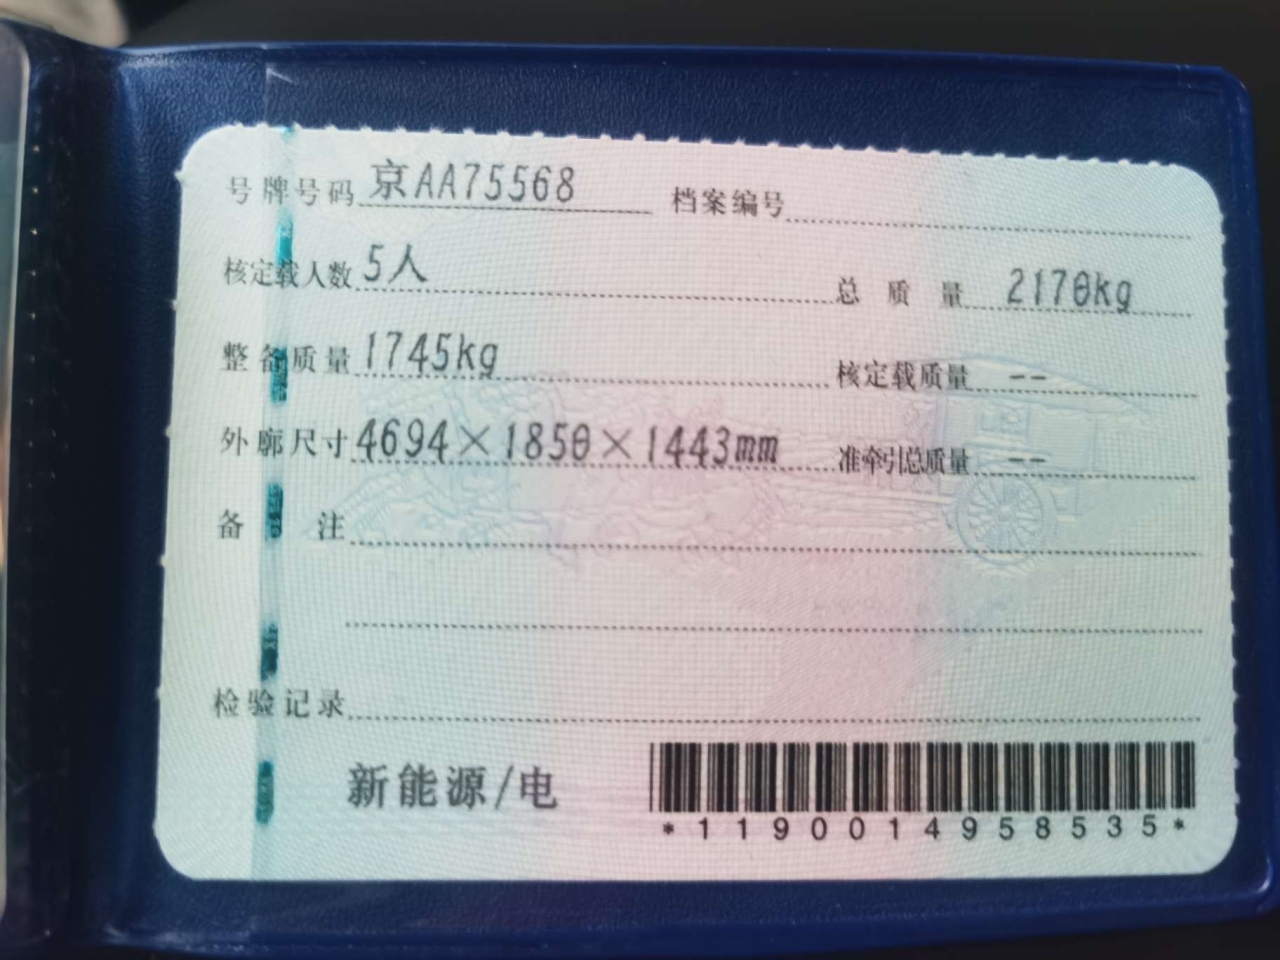 号牌号码 京AA75568 档案编号
核定载人数 5人 总质量 2170kg
整备质量 1745kg 核定载质量 --
外廓尺寸 4694×1850×1443mm 准牵引总质量 --
备注
检验记录
新能源/电
*1190014958535*